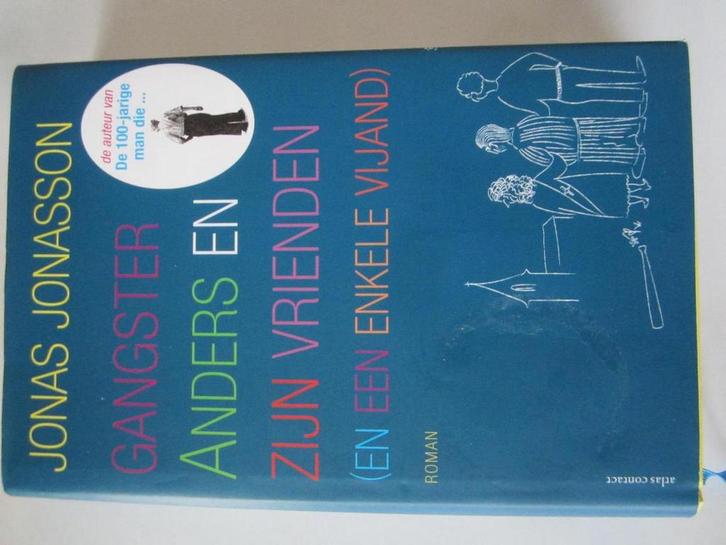 JONAS JONASSON
de auteur van
De 100-jarige
man die ...
GANGSTER
ANDERS EN
ZIJN VRIENDEN
(EN EEN ENKELE VIJAND)
ROMAN
atlas contact